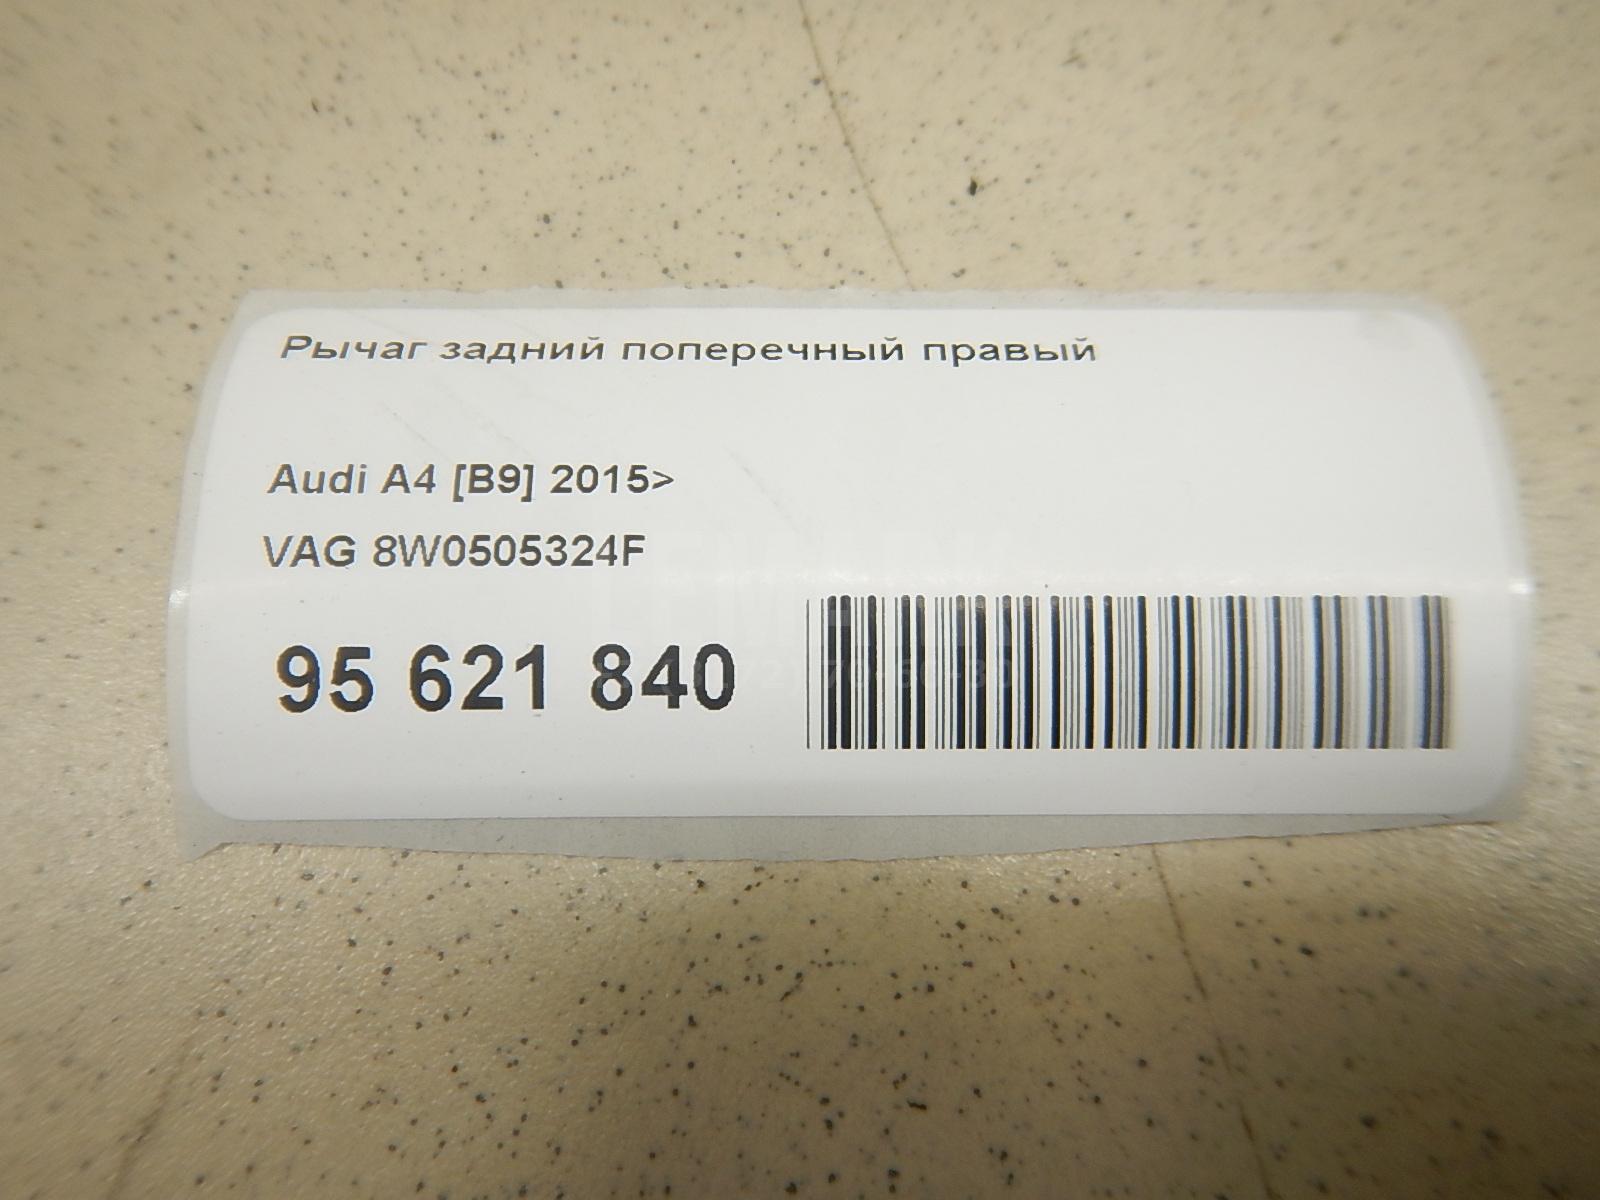 Рычаг задний поперечный правый
Audi A4 [B9] 2015>
VAG 8W0505324F
95 621 840